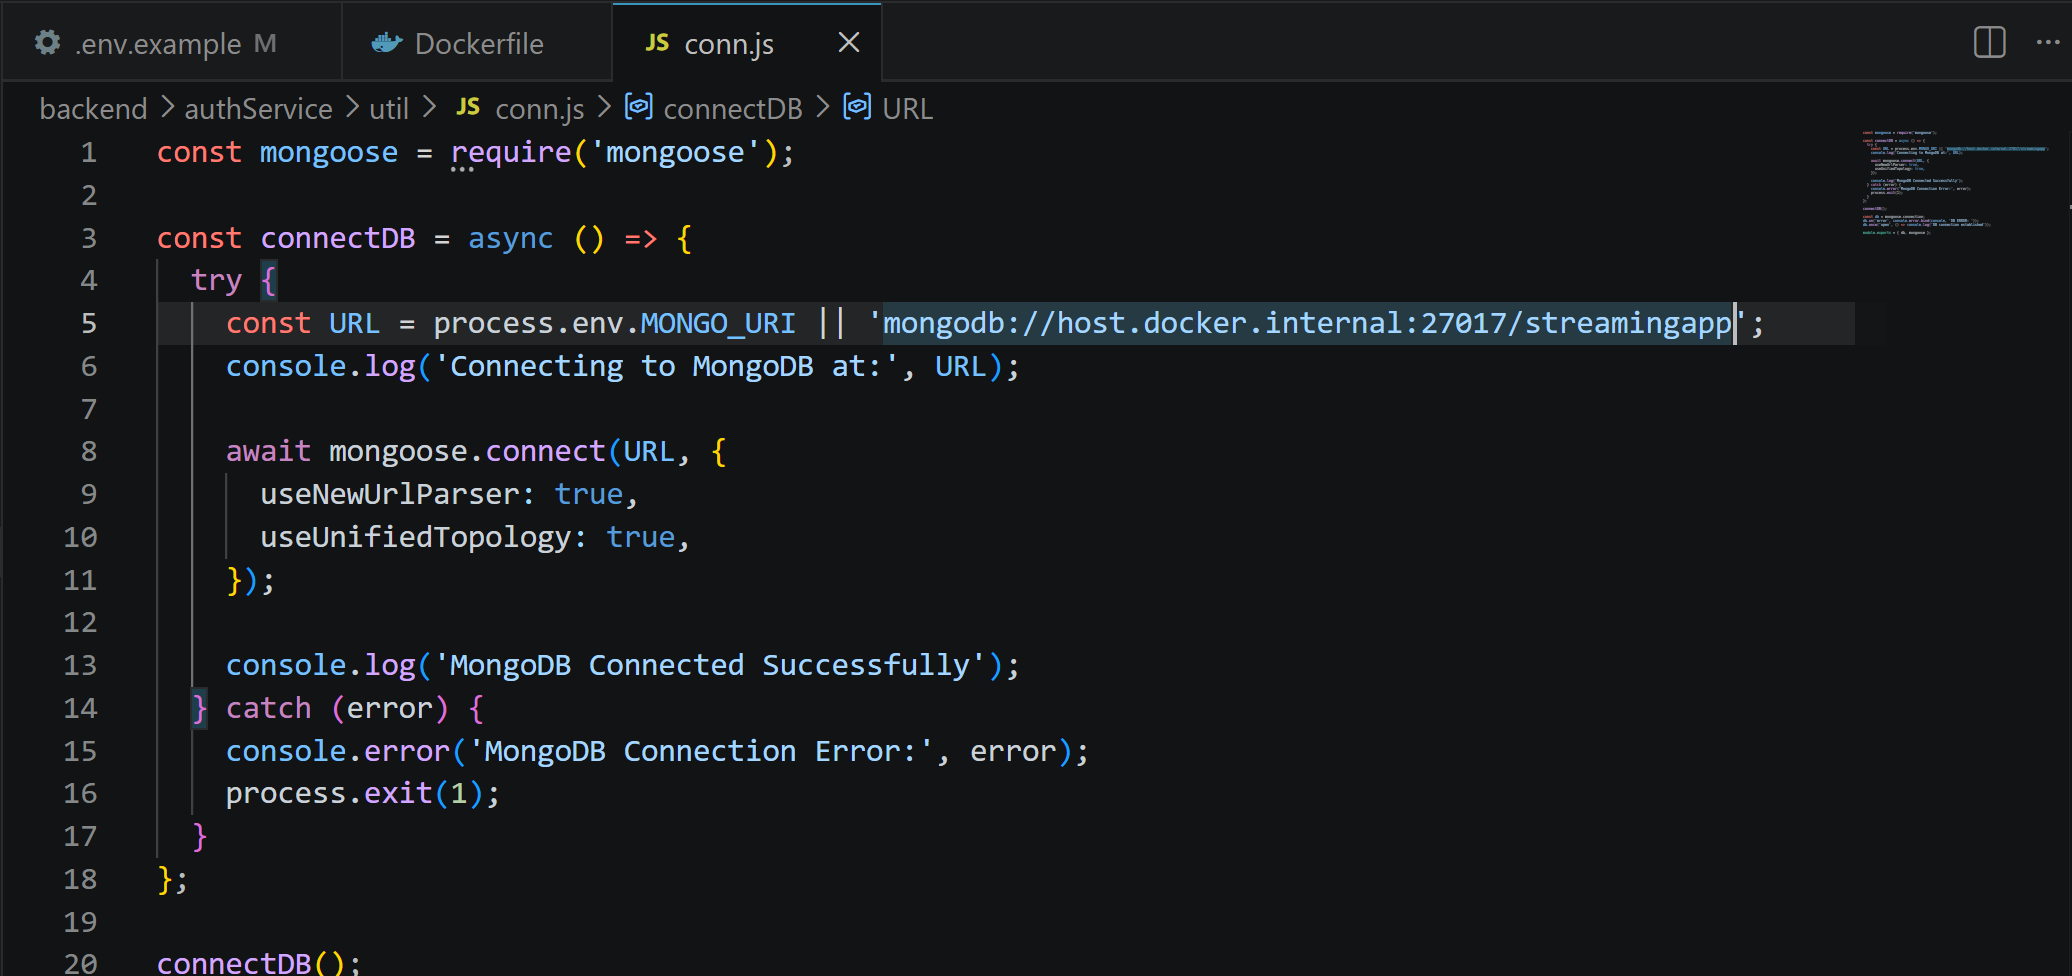 .env.example M Dockerfile JS conn.js
backend > authService > util > JS conn.js > connectDB > URL
1 const mongoose = require('mongoose');
2
3 const connectDB = async () => {
4   try {
5     const URL = process.env.MONGO_URI || 'mongodb://host.docker.internal:27017/streamingapp';
6     console.log('Connecting to MongoDB at:', URL);
7
8     await mongoose.connect(URL, {
9       useNewUrlParser: true,
10       useUnifiedTopology: true,
11     });
12
13     console.log('MongoDB Connected Successfully');
14   } catch (error) {
15     console.error('MongoDB Connection Error:', error);
16     process.exit(1);
17   }
18 };
19
20 connectDB();